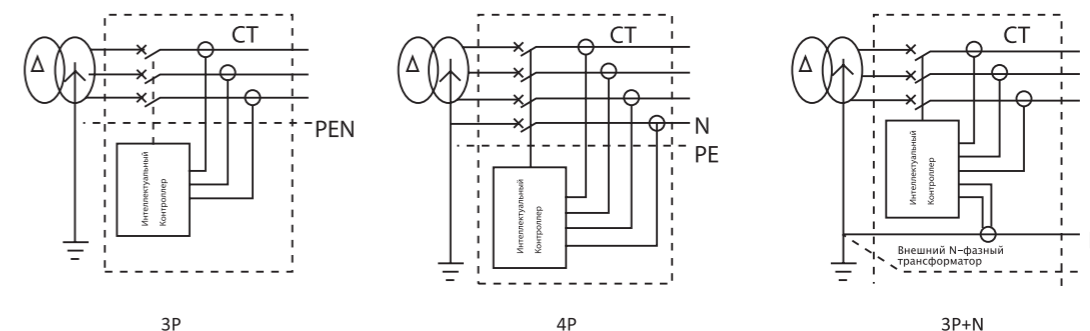 Δ
CT
PEN
Интеллектуальный
Контроллер
3P
Δ
CT
N
PE
Интеллектуальный
Контроллер
4P
Δ
CT
Интеллектуальный
Контроллер
Внешний N-фазный
трансформатор
3P+N